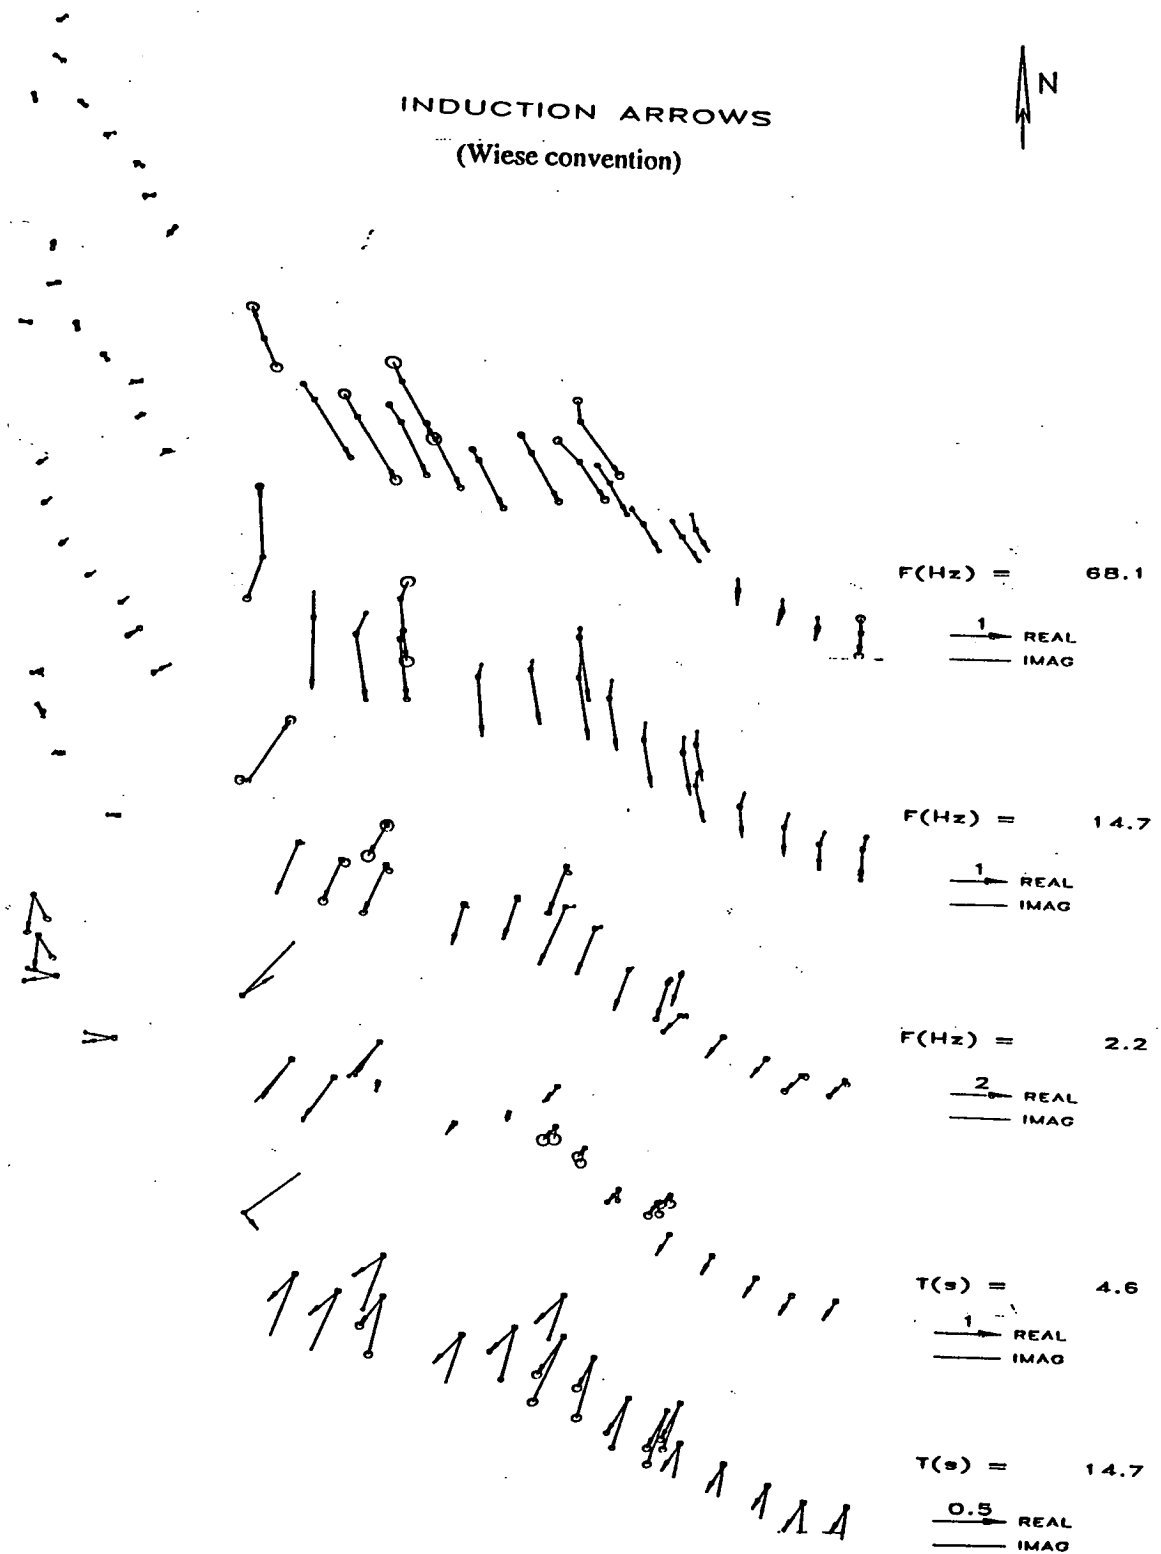 N
INDUCTION ARROWS
(Wiese convention)
F(Hz) = 68.1
1 REAL
IMAG
F(Hz) = 14.7
1 REAL
IMAG
F(Hz) = 2.2
2 REAL
IMAG
T(s) = 4.6
1 REAL
IMAG
T(s) = 14.7
0.5 REAL
IMAG